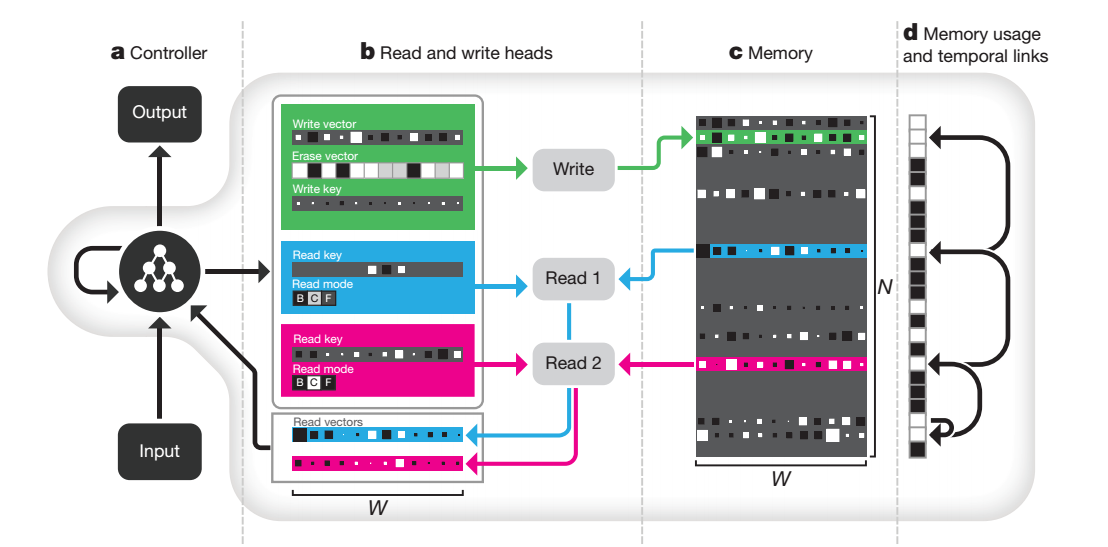 a Controller
b Read and write heads
c Memory
d Memory usage
and temporal links
Output
Input
Write vector
Erase vector
Write key
Write
Read key
Read mode
B C F
Read 1
Read key
Read mode
B C F
Read 2
Read vectors
W
N
W